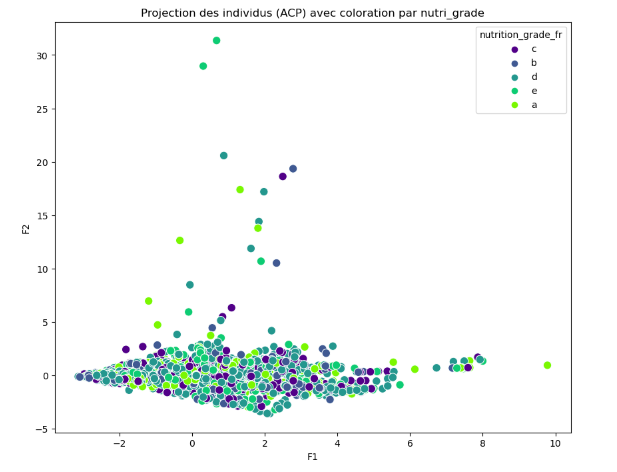 Projection des individus (ACP) avec coloration par nutri_grade
nutrition_grade_fr
c
b
d
e
a
30
25
20
15
10
5
0
−5
F2
−2
0
2
4
6
8
10
F1